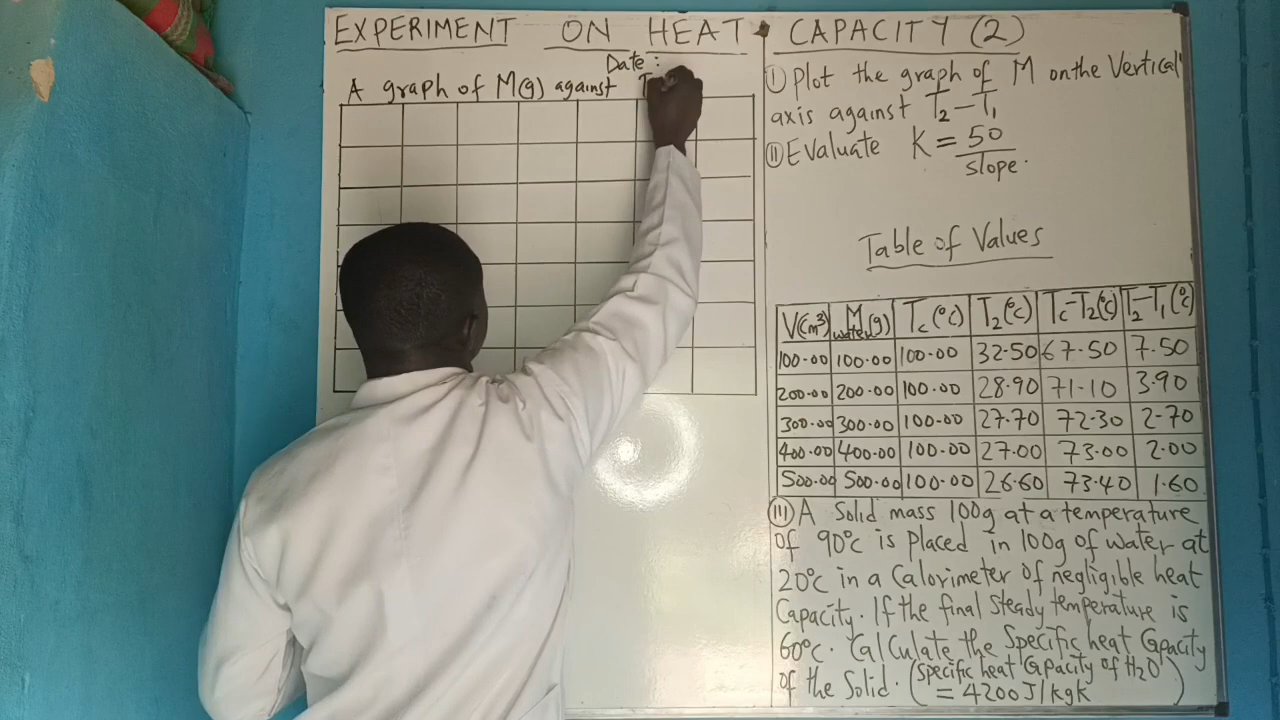 EXPERIMENT ON HEAT CAPACITY (2)
Date:
A graph of M(g) against T
(I) Plot the graph of M on the Vertical
axis against T₂-T₁
(II) Evaluate K = 50
slope.
Table of Values
V(cm³) M water(g) Tc(°c) T₂(°c) Tc-T₂(°c) T₂-T₁(°c)
100.00 100.00 100.00 32.50 67.50 7.50
200.00 200.00 100.00 28.90 71.10 3.90
300.00 300.00 100.00 27.70 72.30 2.70
400.00 400.00 100.00 27.00 73.00 2.00
500.00 500.00 100.00 26.60 73.40 1.60
(III) A Solid mass 100g at a temperature
of 90°c is placed in 100g of water at
20°c in a Calorimeter of negligible heat
Capacity. If the final steady temperature is
60°c. Calculate the Specific heat Capacity
of the Solid. (Specific heat Capacity of H₂O
= 4200J/kgK)